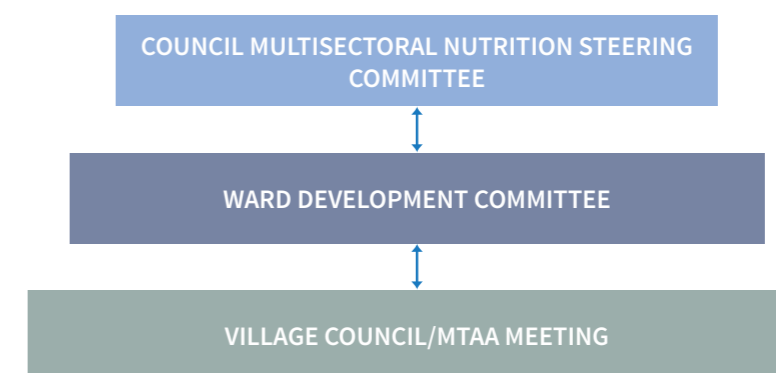 COUNCIL MULTISECTORAL NUTRITION STEERING
COMMITTEE
WARD DEVELOPMENT COMMITTEE
VILLAGE COUNCIL/MTAA MEETING